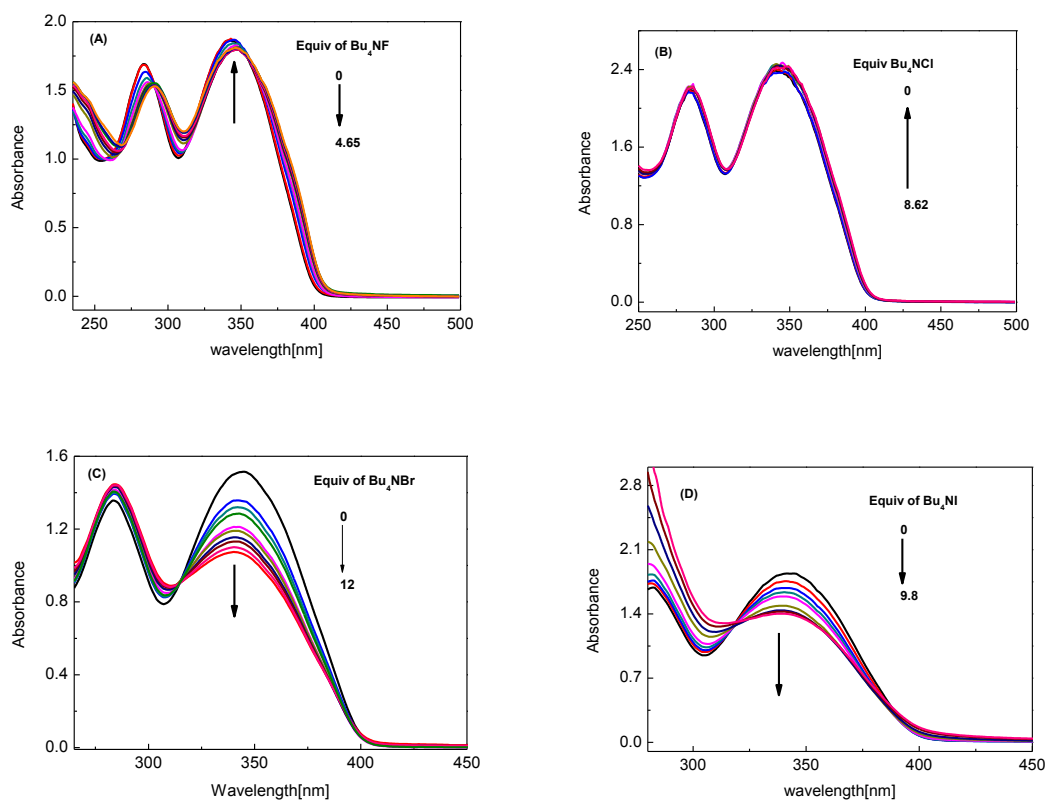 (A)
Equiv of Bu4NF
0
4.65
2.0
1.5
1.0
0.5
0.0
Absorbance
250 300 350 400 450 500
wavelength[nm]
(B)
Equiv Bu4NCl
0
8.62
2.4
1.6
0.8
0.0
Absorbance
250 300 350 400 450 500
wavelength[nm]
(C)
Equiv of Bu4NBr
0
12
1.6
1.2
0.8
0.4
0.0
Absorbance
300 350 400 450
Wavelength[nm]
(D)
Equiv of Bu4NI
0
9.8
2.8
2.1
1.4
0.7
0.0
Absorbance
300 350 400 450
wavelength[nm]